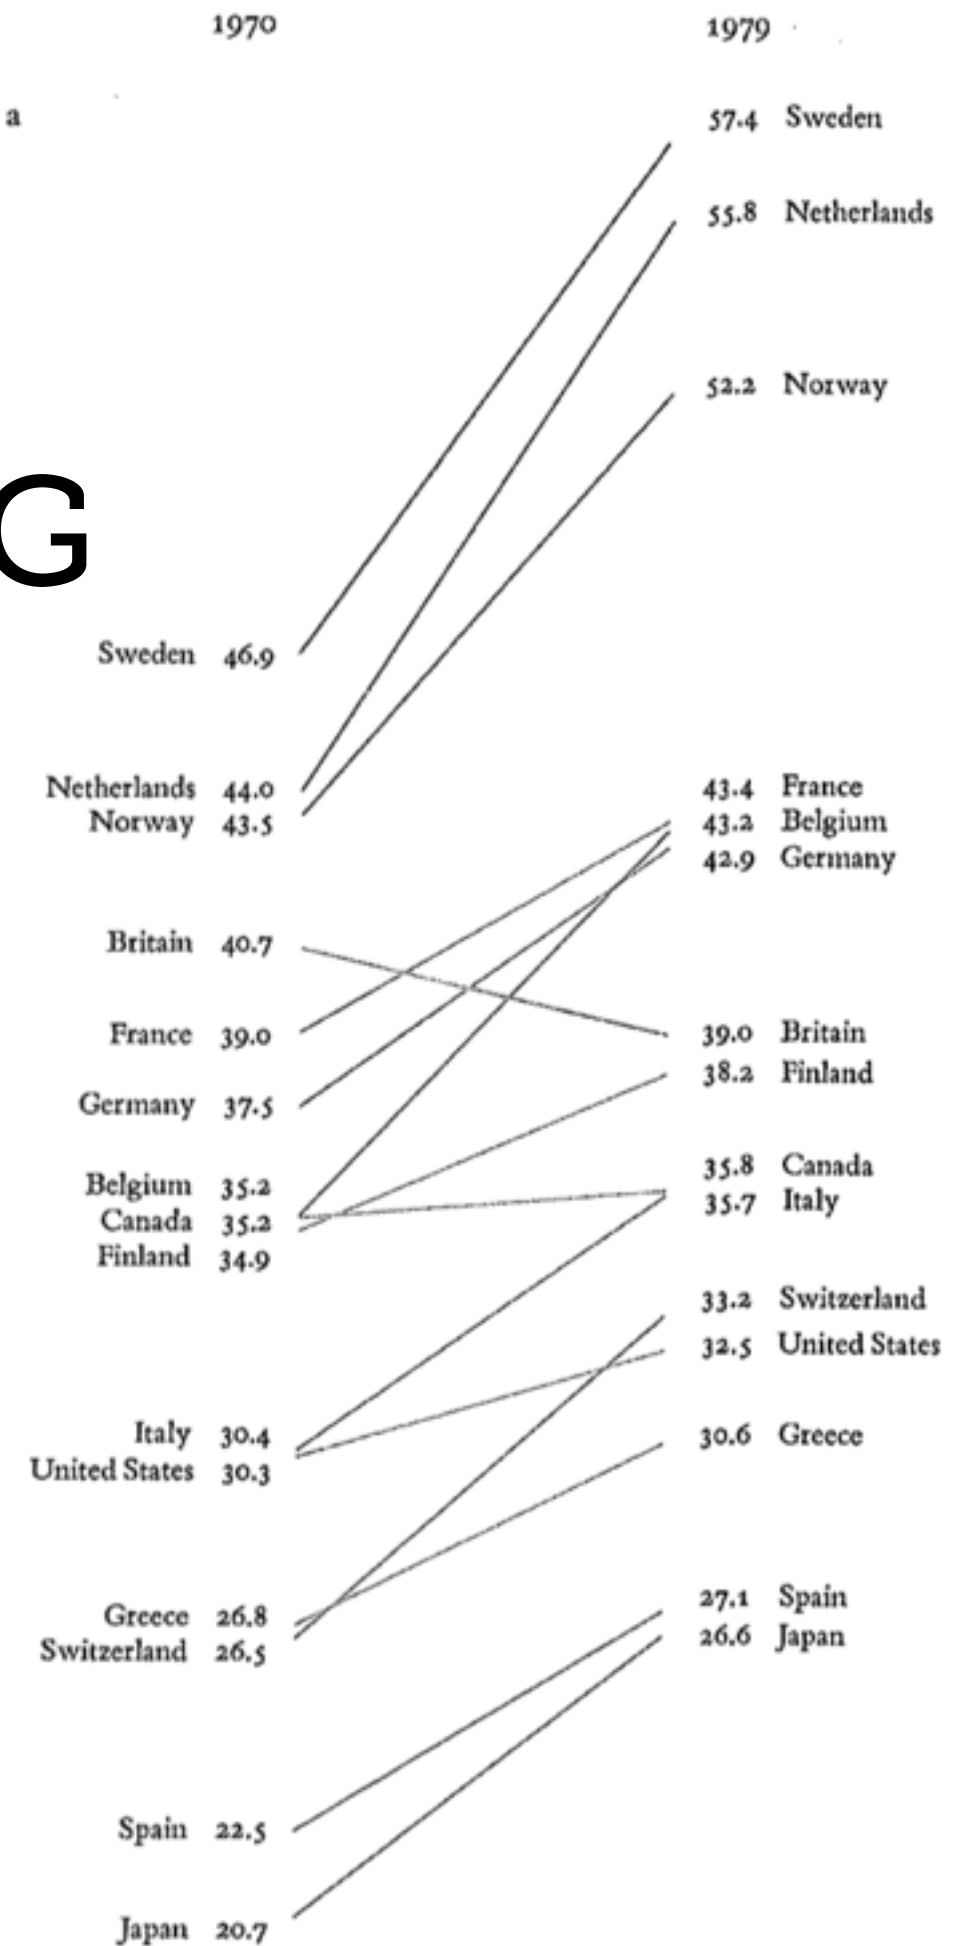 1970 1979
a
57.4 Sweden
55.8 Netherlands
52.2 Norway
G
Sweden 46.9
Netherlands 44.0 43.4 France
Norway 43.5 43.2 Belgium
42.9 Germany
Britain 40.7
France 39.0 39.0 Britain
38.2 Finland
Germany 37.5
35.8 Canada
Belgium 35.2 35.7 Italy
Canada 35.2
Finland 34.9
33.2 Switzerland
32.5 United States
Italy 30.4 30.6 Greece
United States 30.3
27.1 Spain
Greece 26.8 26.6 Japan
Switzerland 26.5
Spain 22.5
Japan 20.7